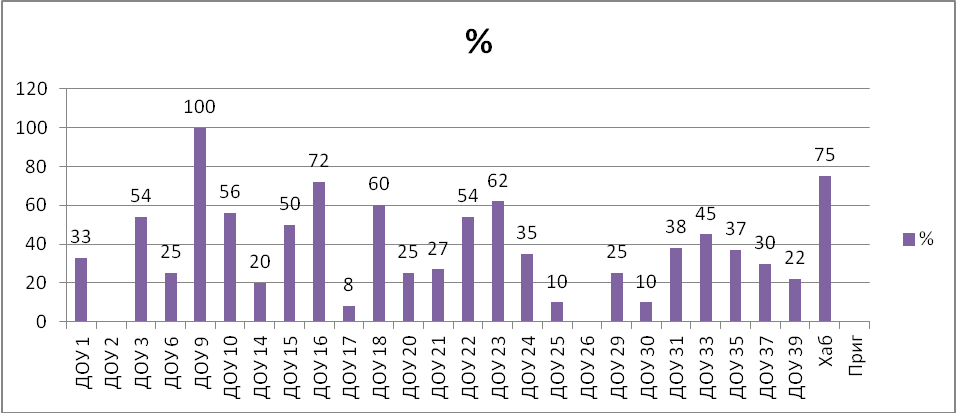 %
120
100
80
60
40
20
0
33
54
25
100
56
20
50
72
8
60
25
27
54
62
35
10
25
10
38
45
37
30
22
75
ДОУ 1
ДОУ 2
ДОУ 3
ДОУ 6
ДОУ 9
ДОУ 10
ДОУ 14
ДОУ 15
ДОУ 16
ДОУ 17
ДОУ 18
ДОУ 20
ДОУ 21
ДОУ 22
ДОУ 23
ДОУ 24
ДОУ 25
ДОУ 26
ДОУ 29
ДОУ 30
ДОУ 31
ДОУ 33
ДОУ 35
ДОУ 37
ДОУ 39
Хаб
Приг
%